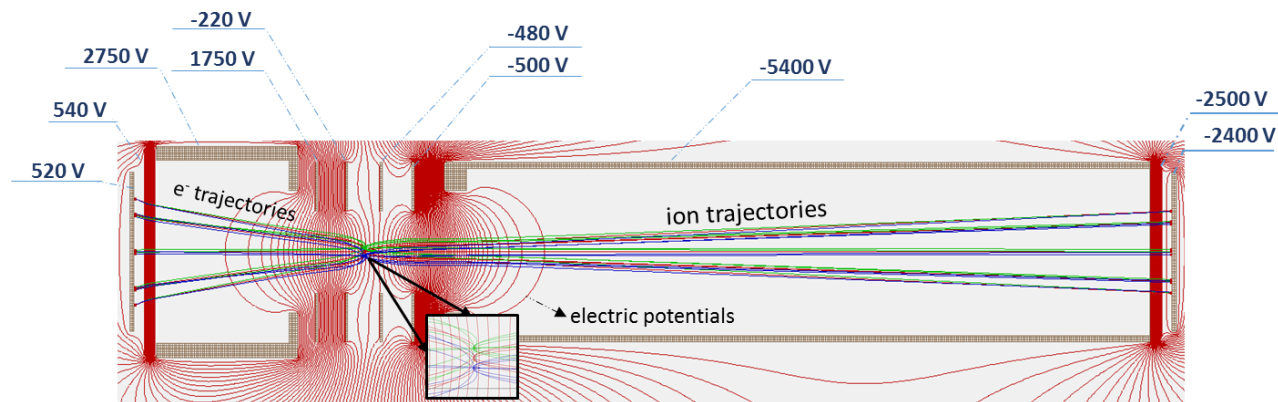 -220 V
-480 V
2750 V
1750 V
-500 V
-5400 V
-2500 V
540 V
-2400 V
520 V
e- trajectories
ion trajectories
electric potentials